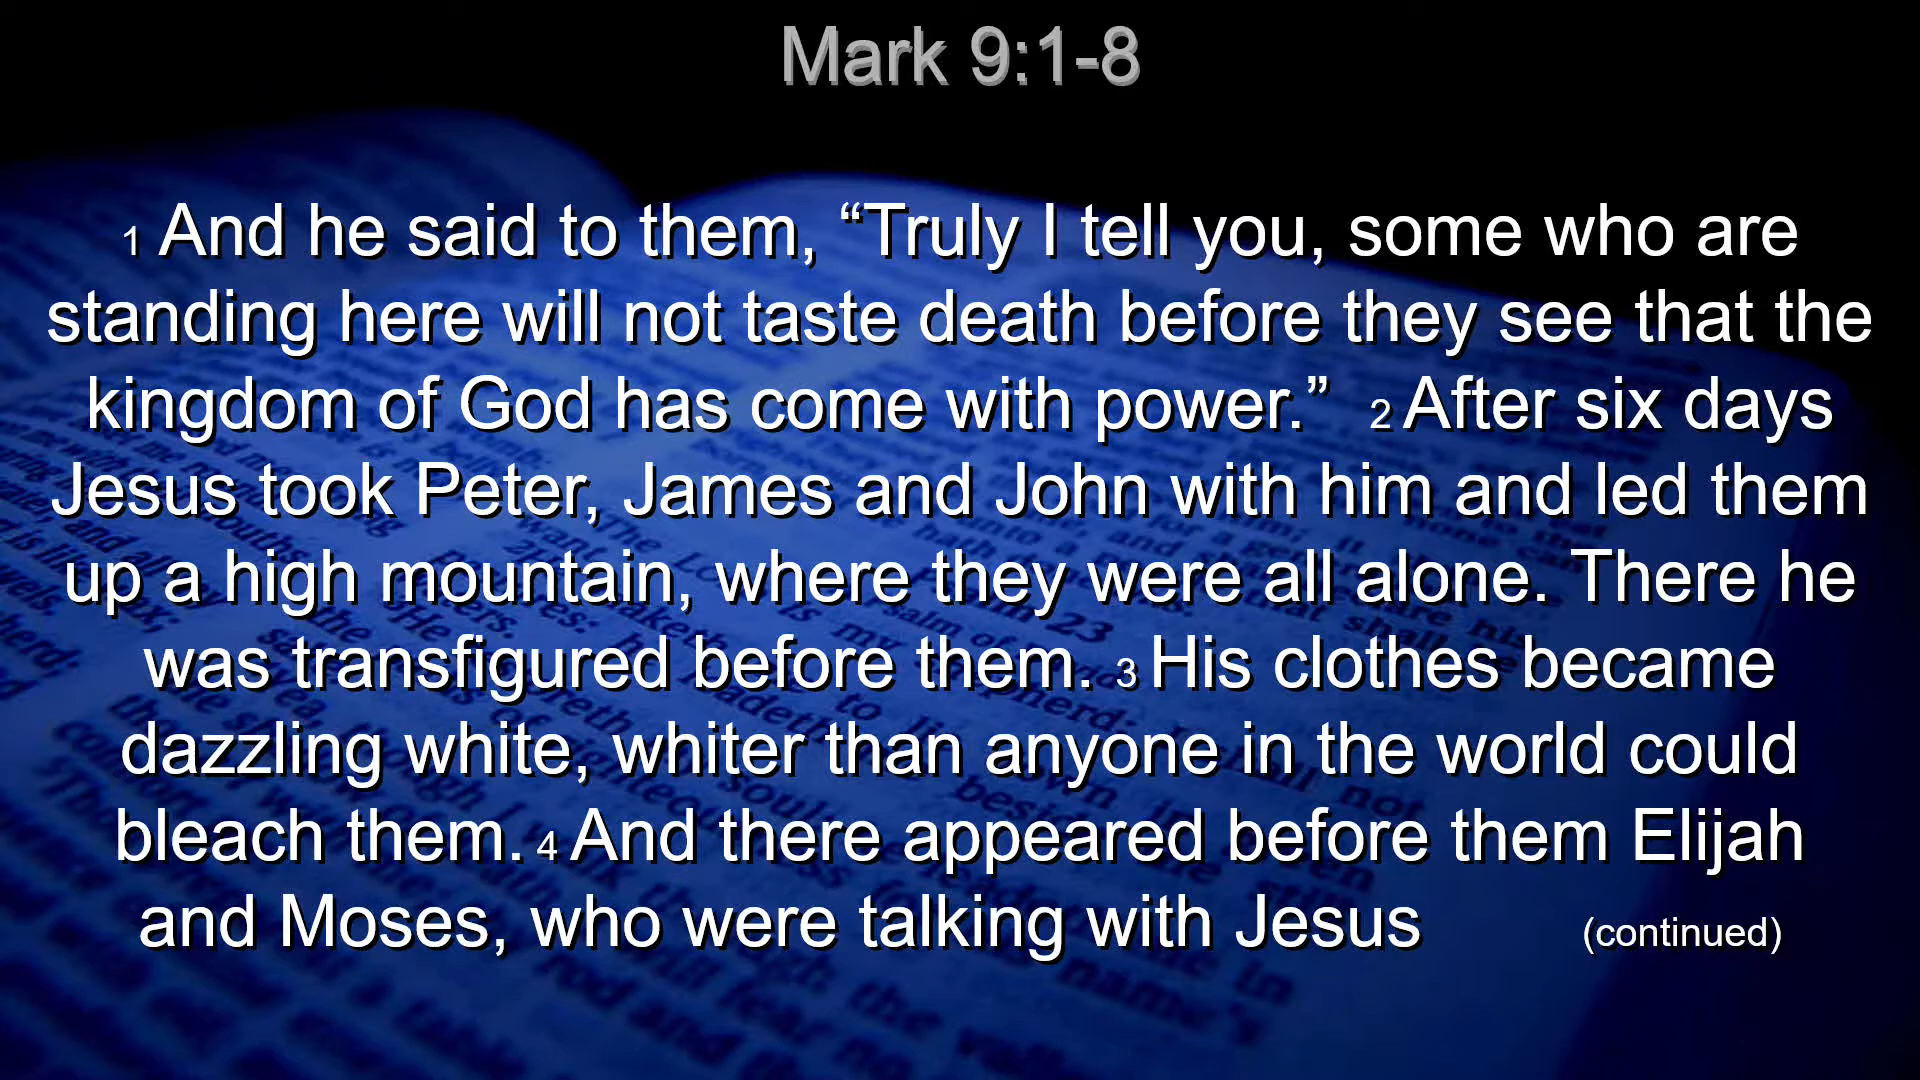 Mark 9:1-8
1 And he said to them, “Truly I tell you, some who are
standing here will not taste death before they see that the
kingdom of God has come with power.” 2 After six days
Jesus took Peter, James and John with him and led them
up a high mountain, where they were all alone. There he
was transfigured before them. 3 His clothes became
dazzling white, whiter than anyone in the world could
bleach them. 4 And there appeared before them Elijah
and Moses, who were talking with Jesus (continued)